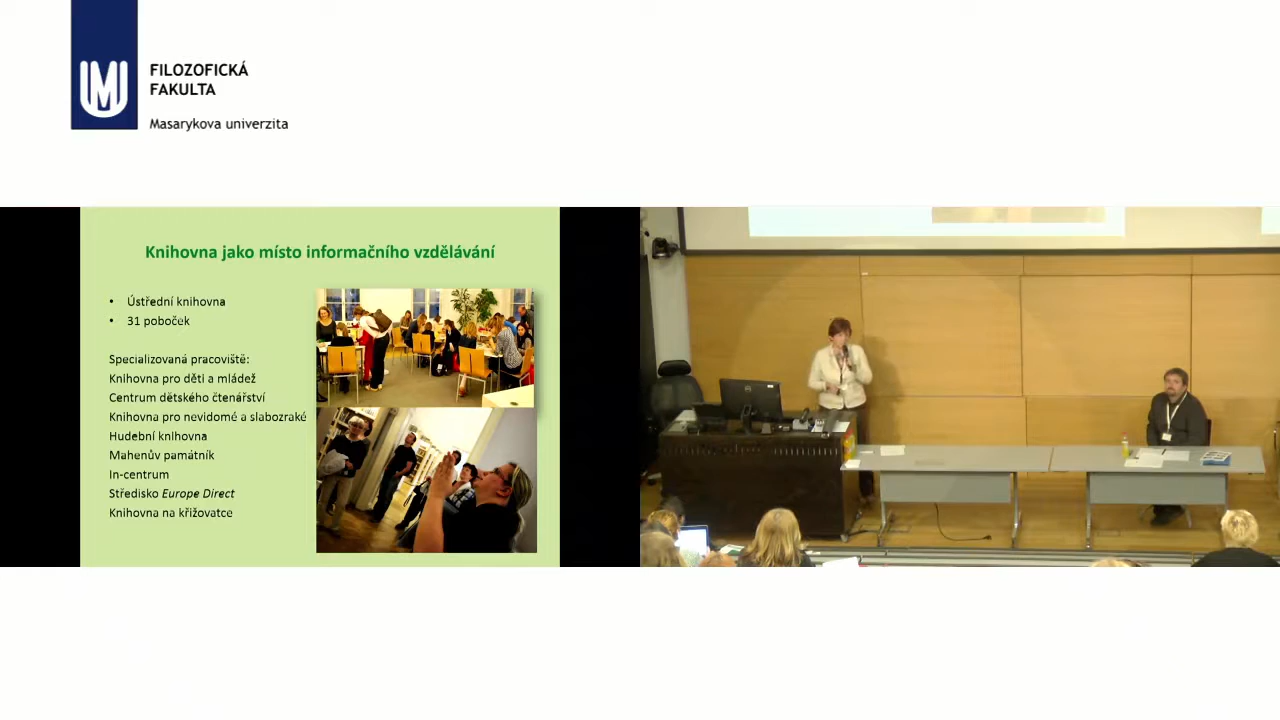 FILOZOFICKÁ
FAKULTA
Masarykova univerzita
Knihovna jako místo informačního vzdělávání
• Ústřední knihovna
• 31 poboček
Specializovaná pracoviště:
Knihovna pro děti a mládež
Centrum dětského čtenářství
Knihovna pro nevidomé a slabozraké
Hudební knihovna
Mahenův památník
In-centrum
Středisko Europe Direct
Knihovna na křižovatce